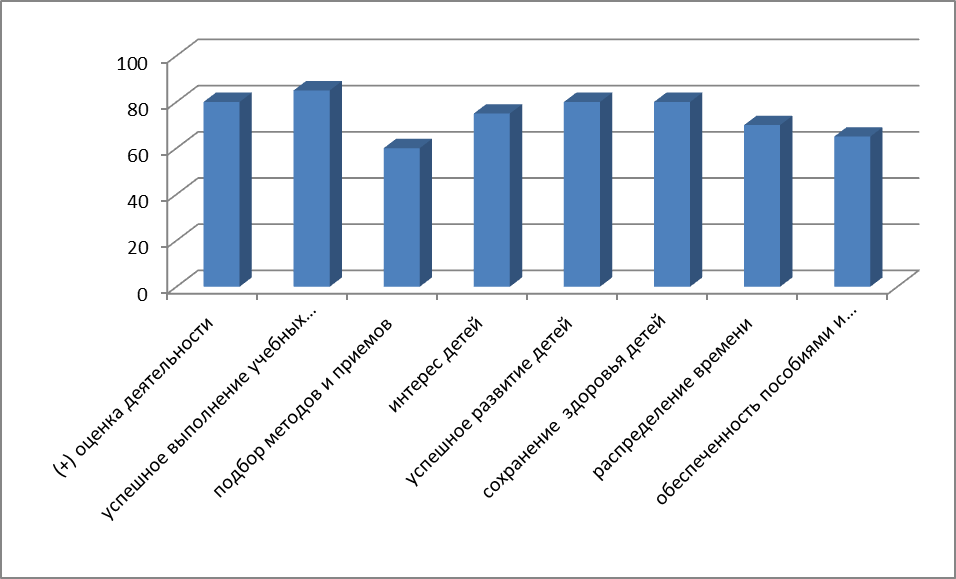 100
80
60
40
20
0
(+) оценка деятельности
успешное выполнение учебных...
подбор методов и приемов
интерес детей
успешное развитие детей
сохранение  здоровья детей
распределение времени
обеспеченность пособиями и...